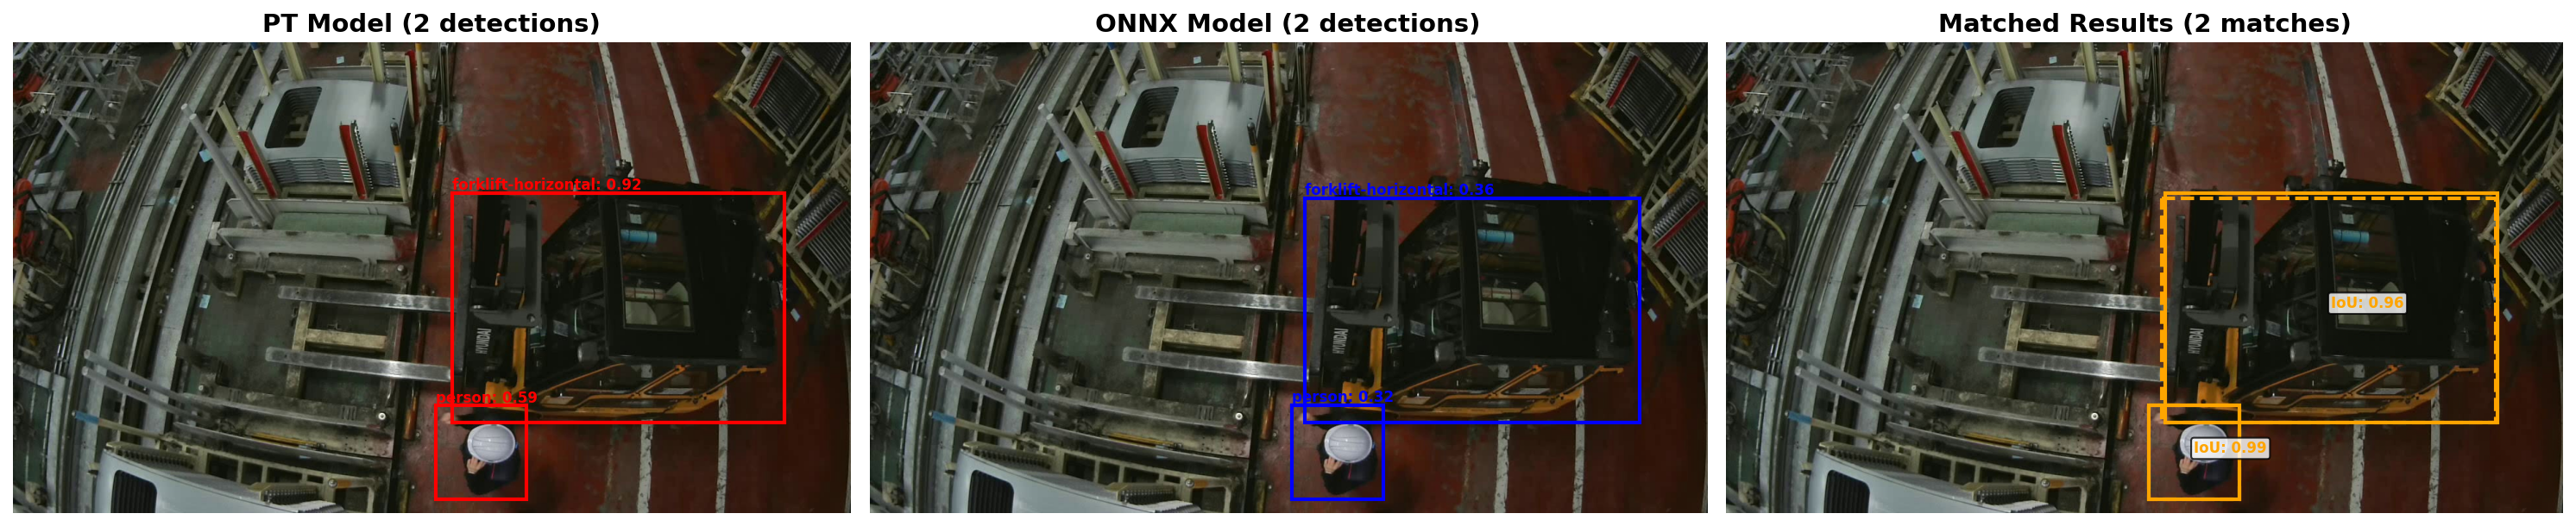 PT Model (2 detections)
forklift-horizontal: 0.92
person: 0.59
ONNX Model (2 detections)
forklift-horizontal: 0.36
person: 0.32
Matched Results (2 matches)
IoU: 0.96
IoU: 0.99